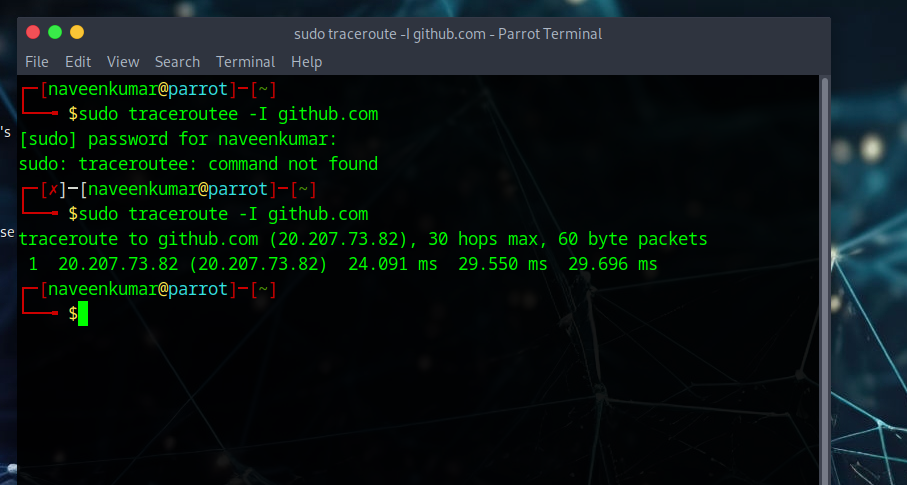 sudo traceroute -I github.com - Parrot Terminal
File Edit View Search Terminal Help
┌─[naveenkumar@parrot]─[~]
└──╼ $sudo traceroutee -I github.com
[sudo] password for naveenkumar:
sudo: traceroutee: command not found
┌─[✗]─[naveenkumar@parrot]─[~]
└──╼ $sudo traceroute -I github.com
traceroute to github.com (20.207.73.82), 30 hops max, 60 byte packets
 1  20.207.73.82 (20.207.73.82)  24.091 ms  29.550 ms  29.696 ms
┌─[naveenkumar@parrot]─[~]
└──╼ $
's
se